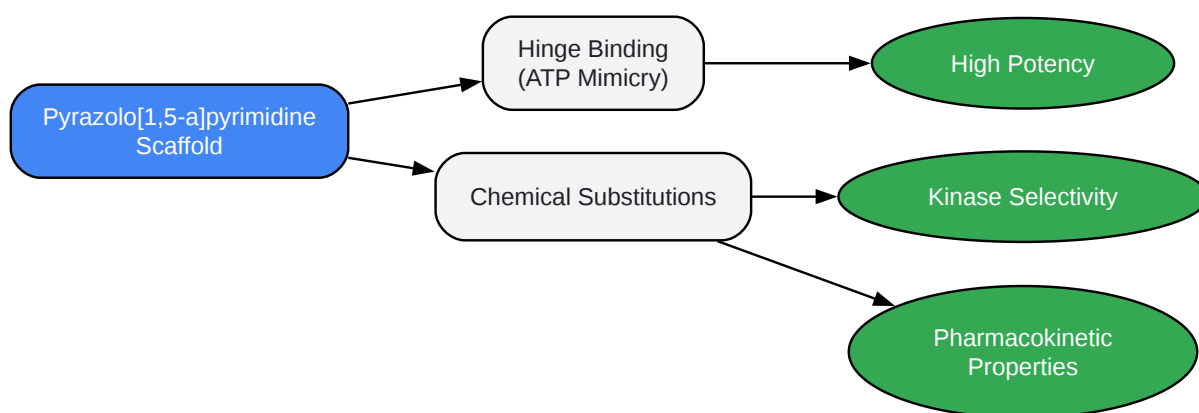 Pyrazolo[1,5-a]pyrimidine
Scaffold
Hinge Binding
(ATP Mimicry)
High Potency
Chemical Substitutions
Kinase Selectivity
Pharmacokinetic
Properties